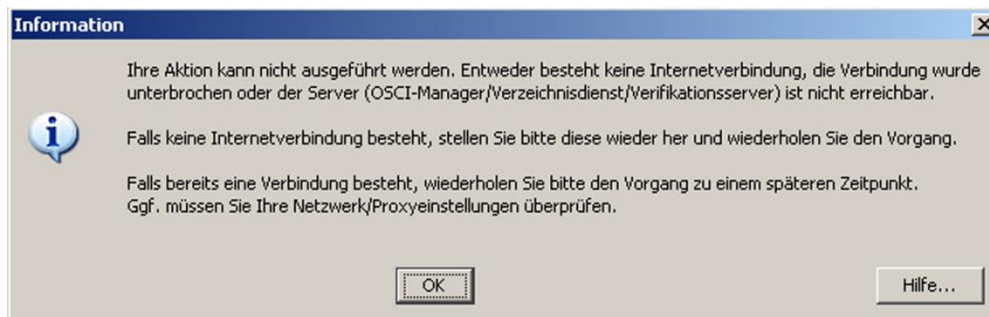 Information
Ihre Aktion kann nicht ausgeführt werden. Entweder besteht keine Internetverbindung, die Verbindung wurde
unterbrochen oder der Server (OSCI-Manager/Verzeichnisdienst/Verifikationsserver) ist nicht erreichbar.
Falls keine Internetverbindung besteht, stellen Sie bitte diese wieder her und wiederholen Sie den Vorgang.
Falls bereits eine Verbindung besteht, wiederholen Sie bitte den Vorgang zu einem späteren Zeitpunkt.
Ggf. müssen Sie Ihre Netzwerk/Proxyeinstellungen überprüfen.
OK
Hilfe...